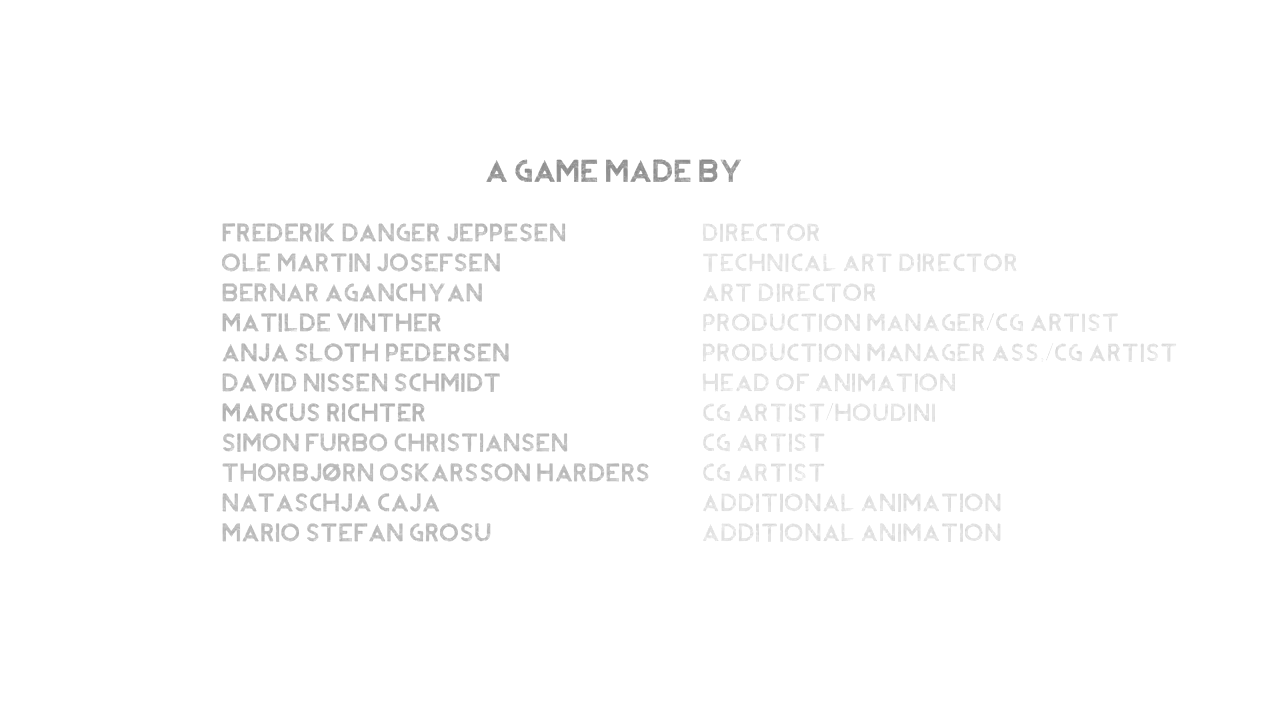 A GAME MADE BY
FREDERIK DANGER JEPPESEN DIRECTOR
OLE MARTIN JOSEFSEN TECHNICAL ART DIRECTOR
BERNAR AGANCHYAN ART DIRECTOR
MATILDE VINTHER PRODUCTION MANAGER/CG ARTIST
ANJA SLOTH PEDERSEN PRODUCTION MANAGER ASS./CG ARTIST
DAVID NISSEN SCHMIDT HEAD OF ANIMATION
MARCUS RICHTER CG ARTIST/HOUDINI
SIMON FURBO CHRISTIANSEN CG ARTIST
THORBJØRN OSKARSSON HARDERS CG ARTIST
NATASCHJA CAJA ADDITIONAL ANIMATION
MARIO STEFAN GROSU ADDITIONAL ANIMATION